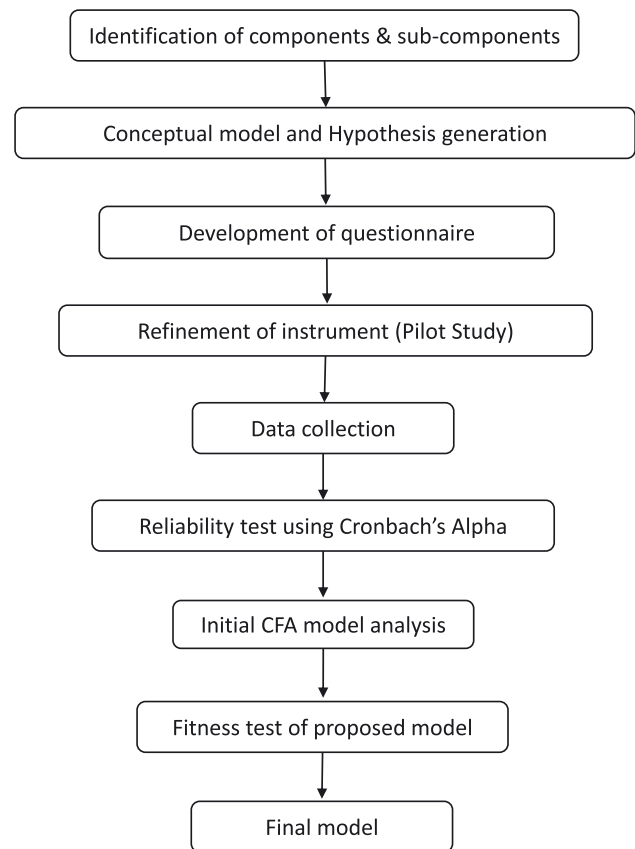 Identification of components & sub-components
Conceptual model and Hypothesis generation
Development of questionnaire
Refinement of instrument (Pilot Study)
Data collection
Reliability test using Cronbach’s Alpha
Initial CFA model analysis
Fitness test of proposed model
Final model